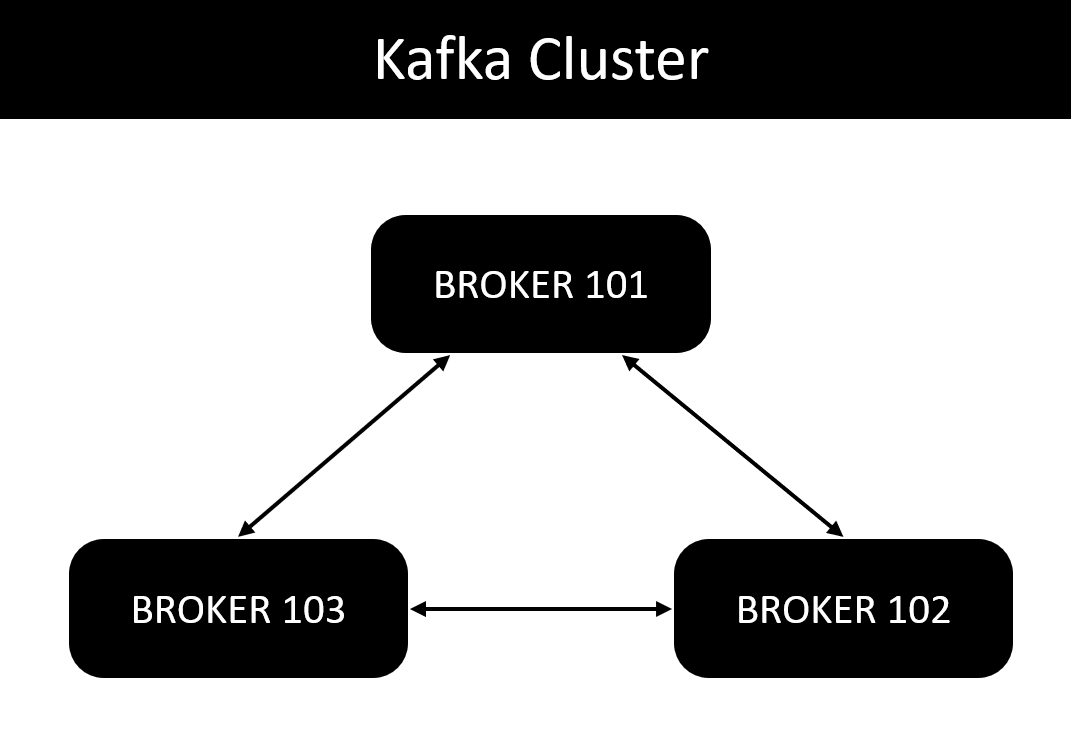 Kafka Cluster
BROKER 101
BROKER 103
BROKER 102